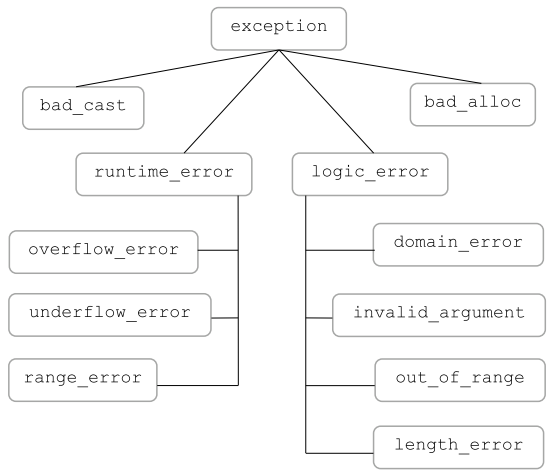 exception
bad_cast
bad_alloc
runtime_error
logic_error
overflow_error
domain_error
underflow_error
invalid_argument
range_error
out_of_range
length_error